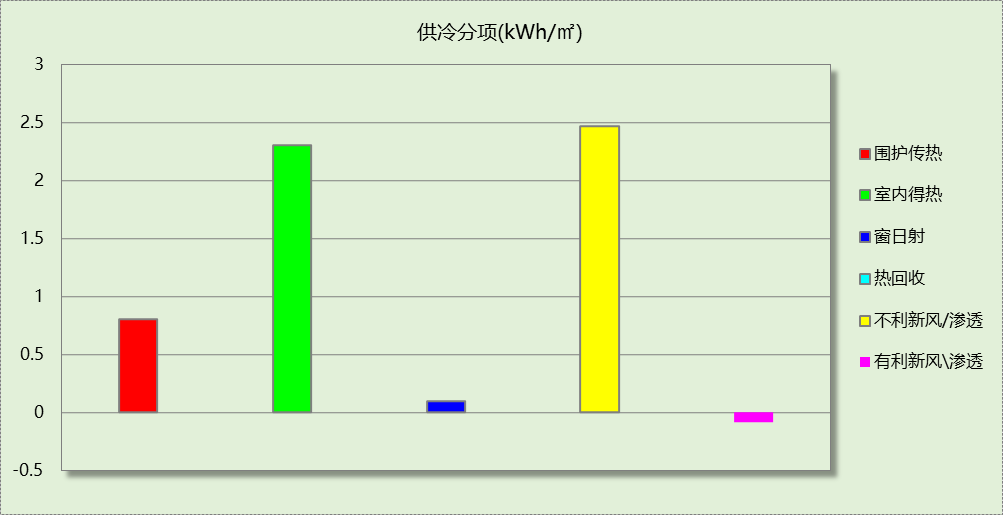 供冷分项(kWh/㎡)
3
2.5
2
1.5
1
0.5
0
-0.5
围护传热
室内得热
窗日射
热回收
不利新风/渗透
有利新风\渗透